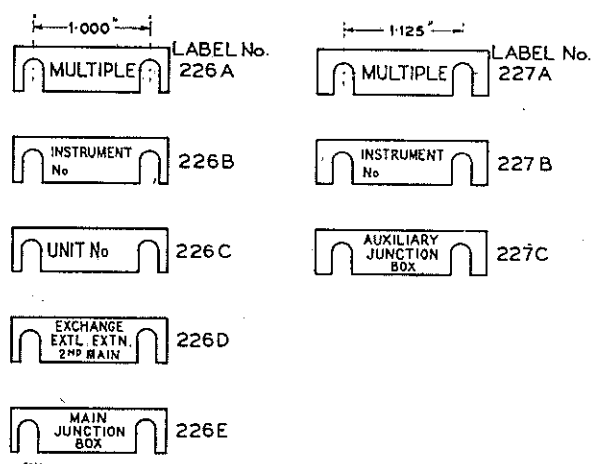 1·000"
LABEL No.
MULTIPLE
226A
INSTRUMENT
No
226B
UNIT No
226C
EXCHANGE
EXTL. EXTN.
2ND MAIN
226D
MAIN
JUNCTION
BOX
226E
1·125"
LABEL No.
MULTIPLE
227A
INSTRUMENT
No
227B
AUXILIARY
JUNCTION
BOX
227C